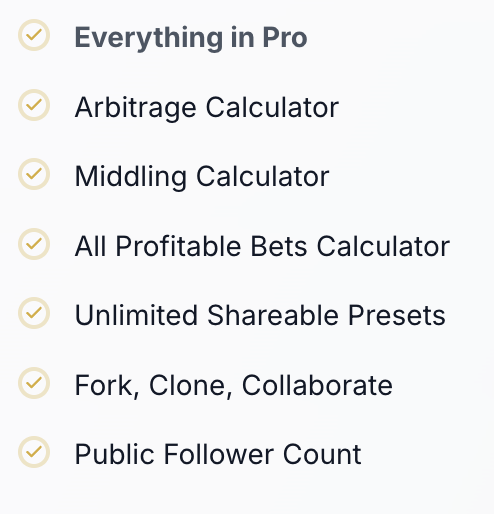 Everything in Pro
Arbitrage Calculator
Middling Calculator
All Profitable Bets Calculator
Unlimited Shareable Presets
Fork, Clone, Collaborate
Public Follower Count